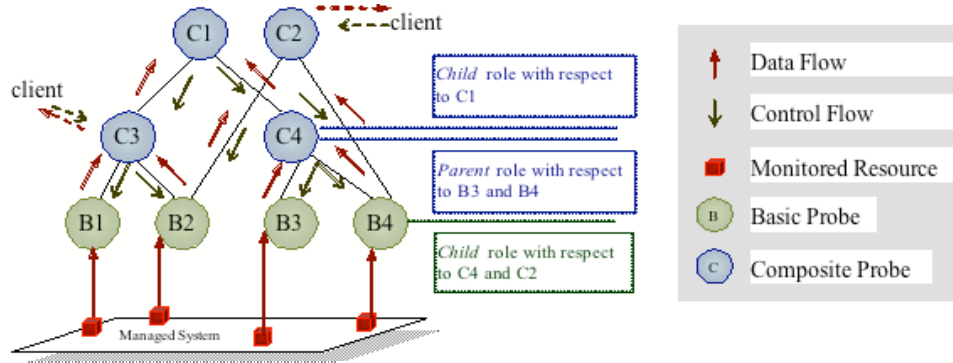 C1
C2
client
client
C3
C4
B1
B2
B3
B4
Child role with respect
to C1
Parent role with respect
to B3 and B4
Child role with respect
to C4 and C2
Managed System
Data Flow
Control Flow
Monitored Resource
B
Basic Probe
C
Composite Probe